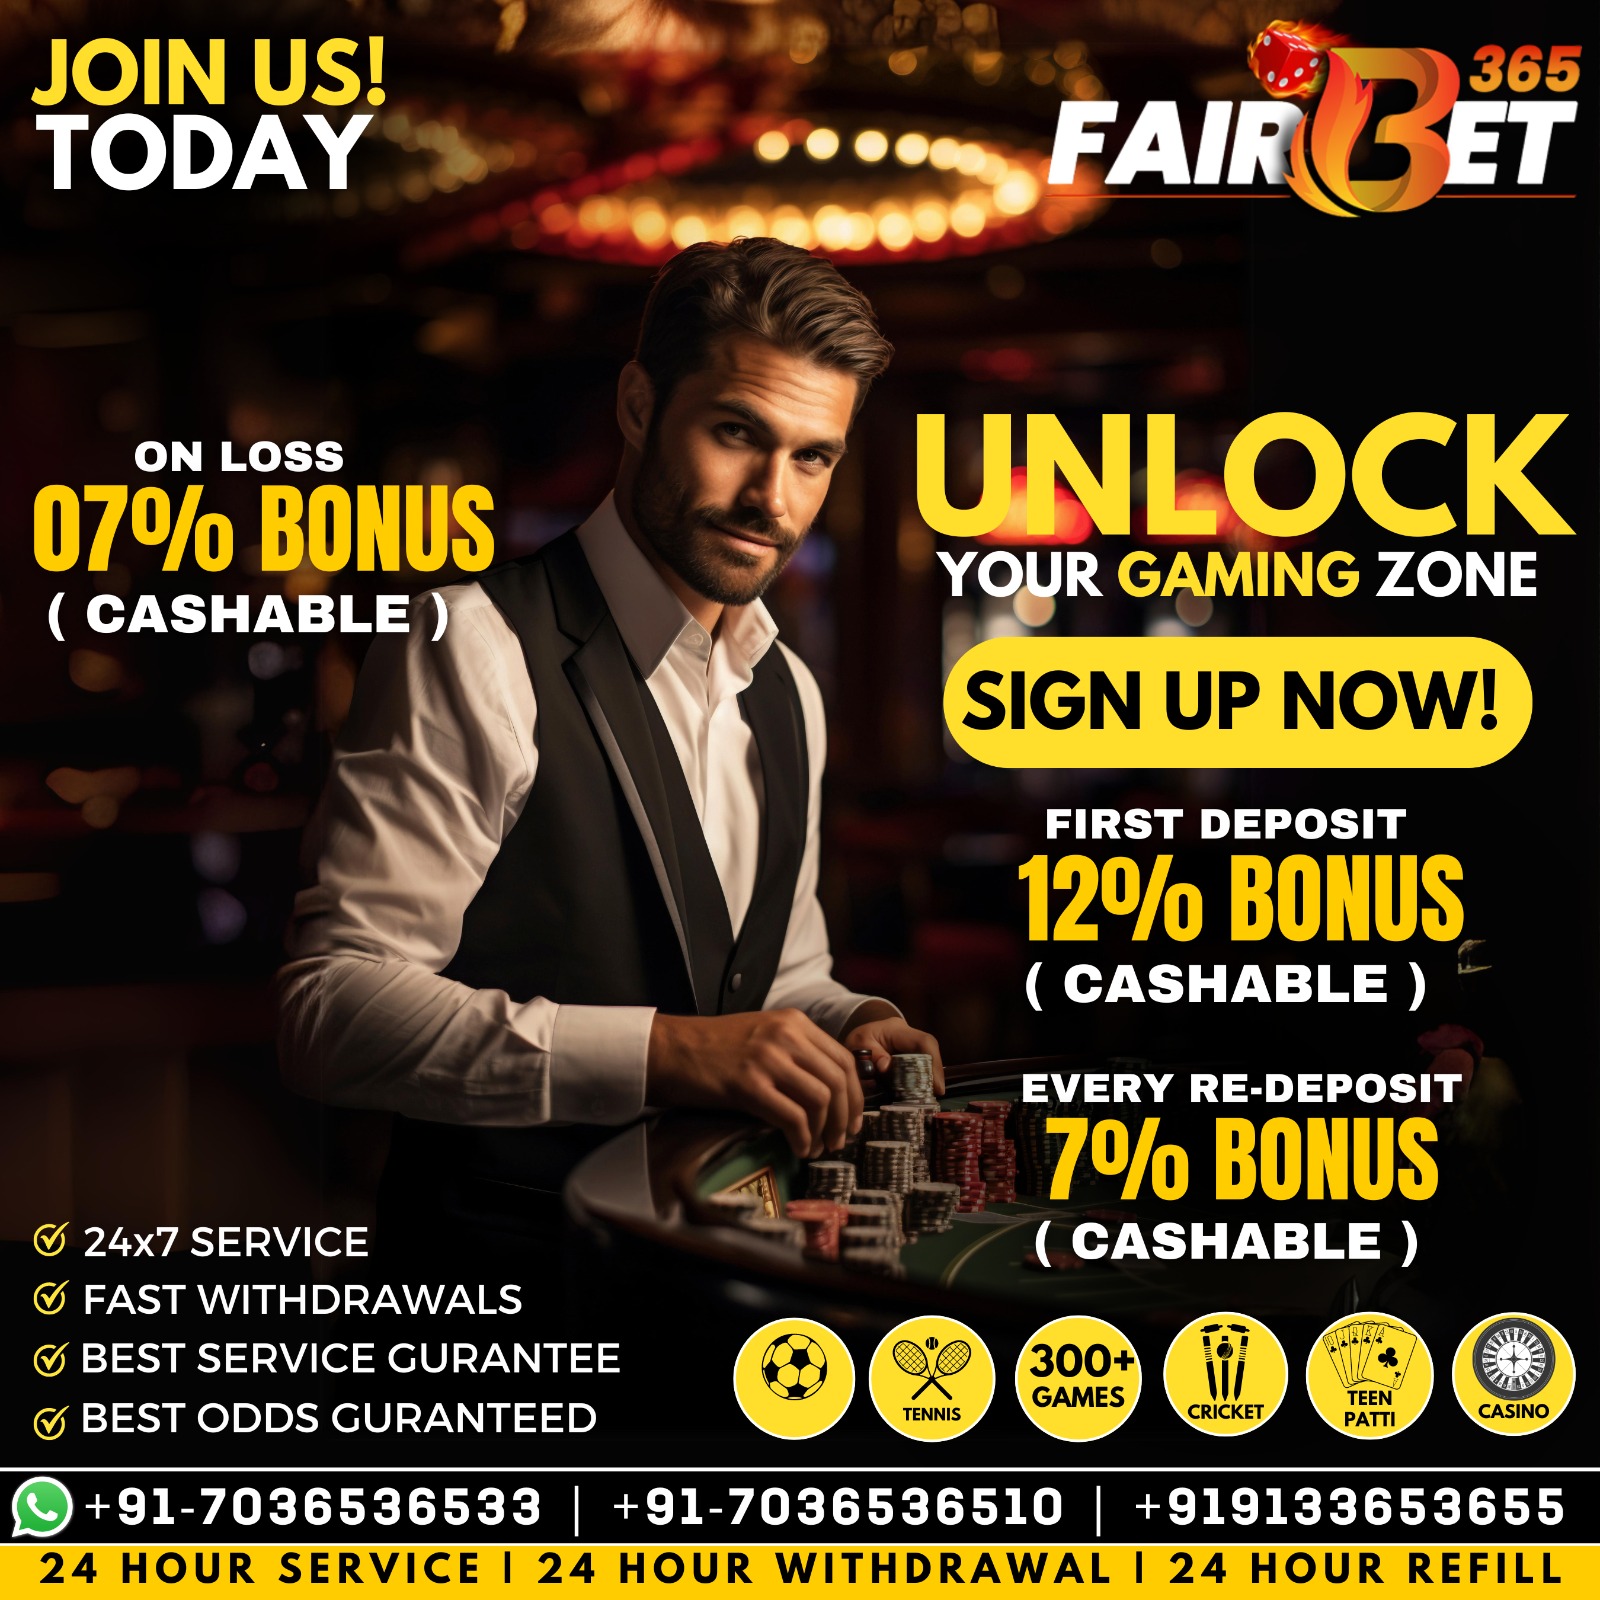 JOIN US!
TODAY
365
FAIRBET
ON LOSS
07% BONUS
( CASHABLE )
UNLOCK
YOUR GAMING ZONE
SIGN UP NOW!
FIRST DEPOSIT
12% BONUS
( CASHABLE )
EVERY RE-DEPOSIT
7% BONUS
( CASHABLE )
24x7 SERVICE
FAST WITHDRAWALS
BEST SERVICE GURANTEE
BEST ODDS GURANTEED
TENNIS
300+
GAMES
CRICKET
TEEN
PATTI
CASINO
+91-7036536533 | +91-7036536510 | +919133653655
24 HOUR SERVICE | 24 HOUR WITHDRAWAL | 24 HOUR REFILL